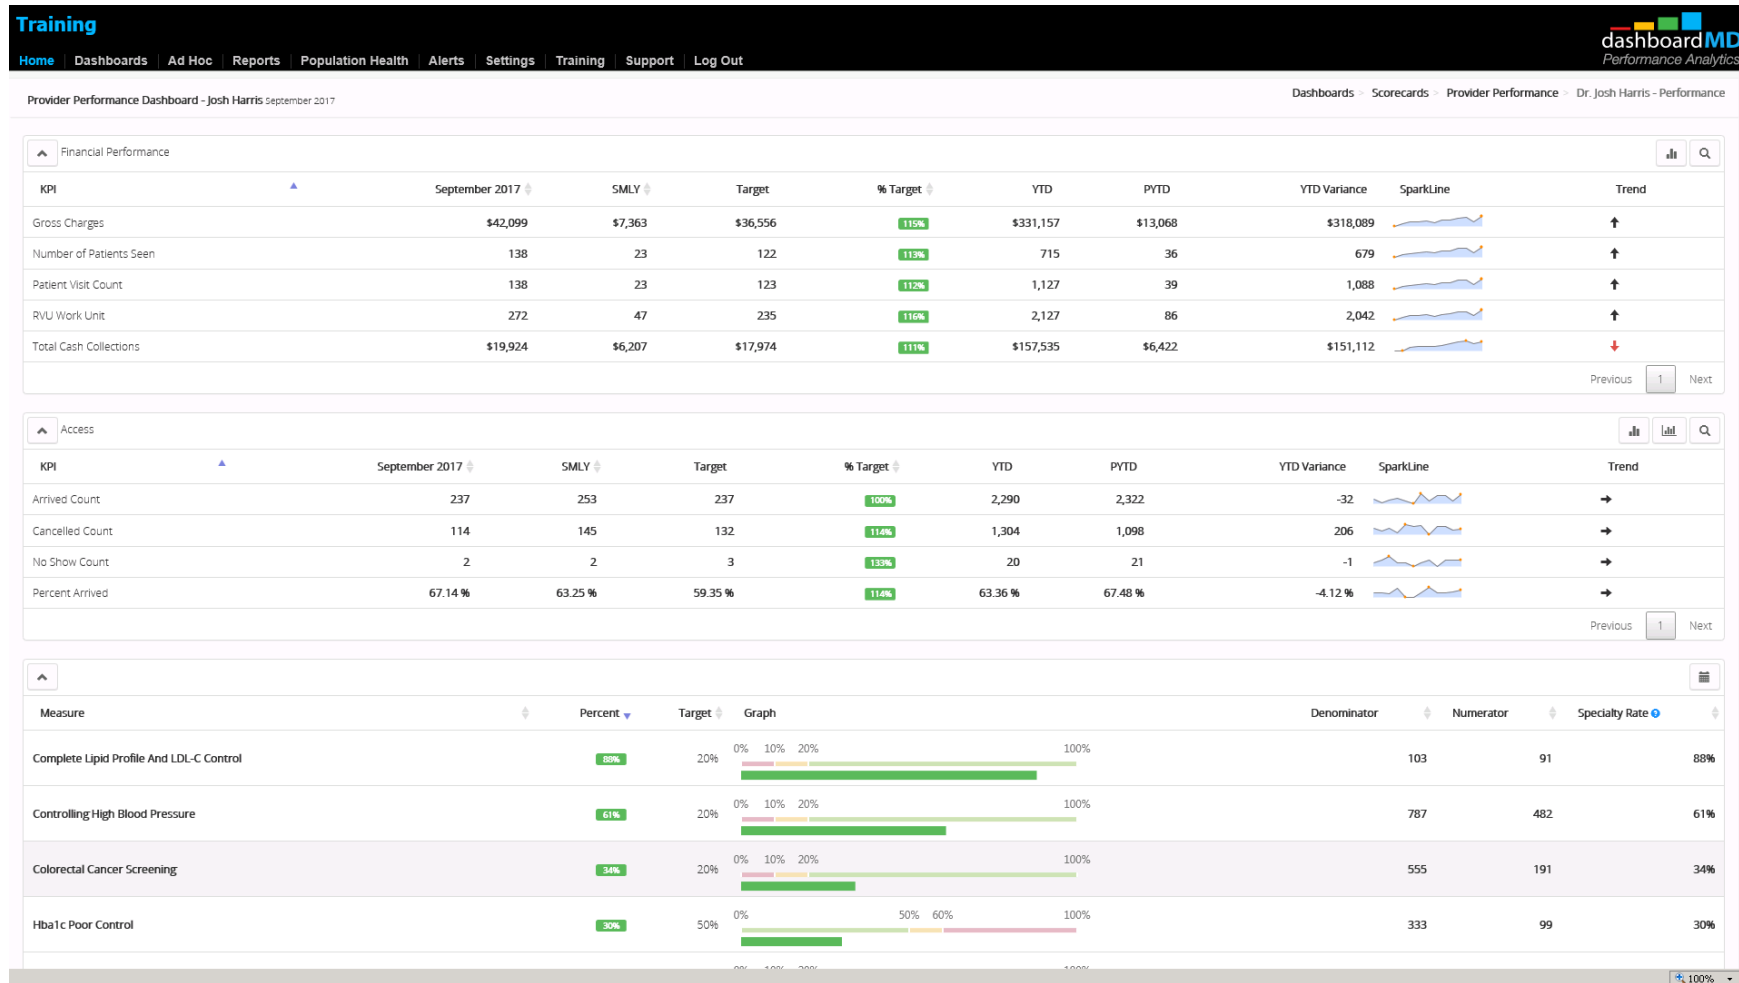 Training
dashboardMD
Performance Analytics
Home Dashboards Ad Hoc Reports Population Health Alerts Settings Training Support Log Out
Provider Performance Dashboard - Josh Harris September 2017
Dashboards > Scorecards > Provider Performance > Dr. Josh Harris - Performance
Financial Performance
KPI September 2017 SMLY Target % Target YTD PYTD YTD Variance SparkLine Trend
Gross Charges $42,099 $7,363 $36,556 115% $331,157 $13,068 $318,089
Number of Patients Seen 138 23 122 113% 715 36 679
Patient Visit Count 138 23 123 112% 1,127 39 1,088
RVU Work Unit 272 47 235 116% 2,127 86 2,042
Total Cash Collections $19,924 $6,207 $17,974 111% $157,535 $6,422 $151,112
Previous 1 Next
Access
KPI September 2017 SMLY Target % Target YTD PYTD YTD Variance SparkLine Trend
Arrived Count 237 253 237 100% 2,290 2,322 -32
Cancelled Count 114 145 132 114% 1,304 1,098 206
No Show Count 2 2 3 133% 20 21 -1
Percent Arrived 67.14 % 63.25 % 59.35 % 114% 63.36 % 67.48 % -4.12 %
Previous 1 Next
Measure Percent Target Graph Denominator Numerator Specialty Rate
0% 10% 20% 100%
Complete Lipid Profile And LDL-C Control 88% 20% 103 91 88%
0% 10% 20% 100%
Controlling High Blood Pressure 61% 20% 787 482 61%
0% 10% 20% 100%
Colorectal Cancer Screening 34% 20% 555 191 34%
0% 50% 60% 100%
Hba1c Poor Control 30% 50% 333 99 30%
0% 10% 20% 100%
100%